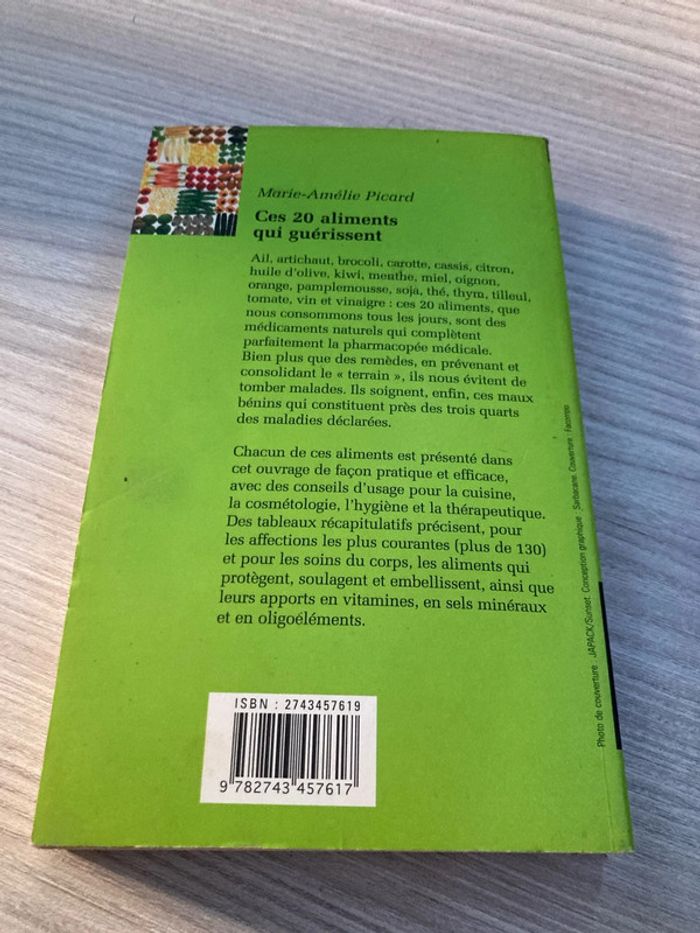 Marie-Amélie Picard
Ces 20 aliments
qui guérissent
Ail, artichaut, brocoli, carotte, cassis, citron,
huile d'olive, kiwi, menthe, miel, oignon,
orange, pamplemousse, soja, thé, thym, tilleul,
tomate, vin et vinaigre : ces 20 aliments, que
nous consommons tous les jours, sont des
médicaments naturels qui complètent
parfaitement la pharmacopée médicale.
Bien plus que des remèdes, en prévenant et
consolidant le « terrain », ils nous évitent de
tomber malades. Ils soignent, enfin, ces maux
bénins qui constituent près des trois quarts
des maladies déclarées.
Chacun de ces aliments est présenté dans
cet ouvrage de façon pratique et efficace,
avec des conseils d'usage pour la cuisine,
la cosmétologie, l'hygiène et la thérapeutique.
Des tableaux récapitulatifs précisent, pour
les affections les plus courantes (plus de 130)
et pour les soins du corps, les aliments qui
protègent, soulagent et embellissent, ainsi que
leurs apports en vitamines, en sels minéraux
et en oligoéléments.
ISBN : 2743457619
9 782743 457617
Photo de couverture : JAPACK/Sunset. Conception graphique : Sarbacane. Couverture : Facompo